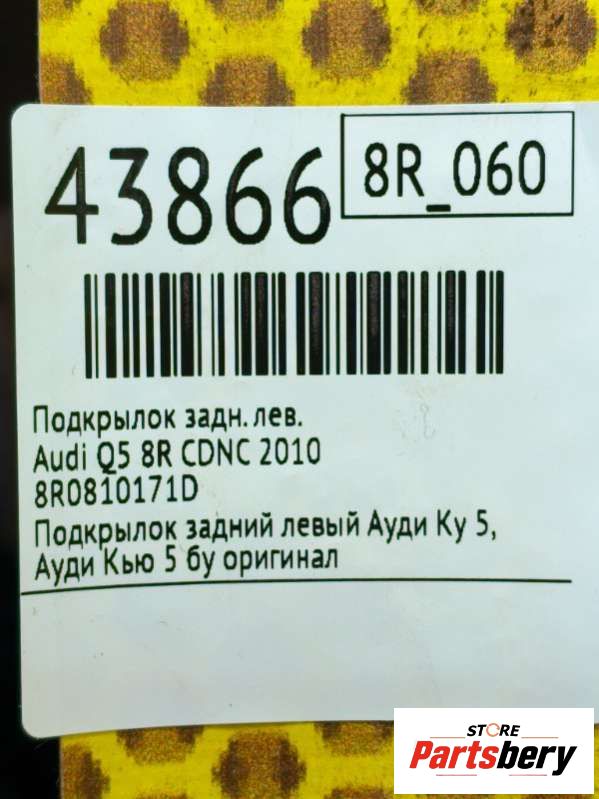 43866
8R_060
Подкрылок задн. лев.
Audi Q5 8R CDNC 2010
8R0810171D
Подкрылок задний левый Ауди Ку 5,
Ауди Кью 5 бу оригинал
STORE
Partsbery